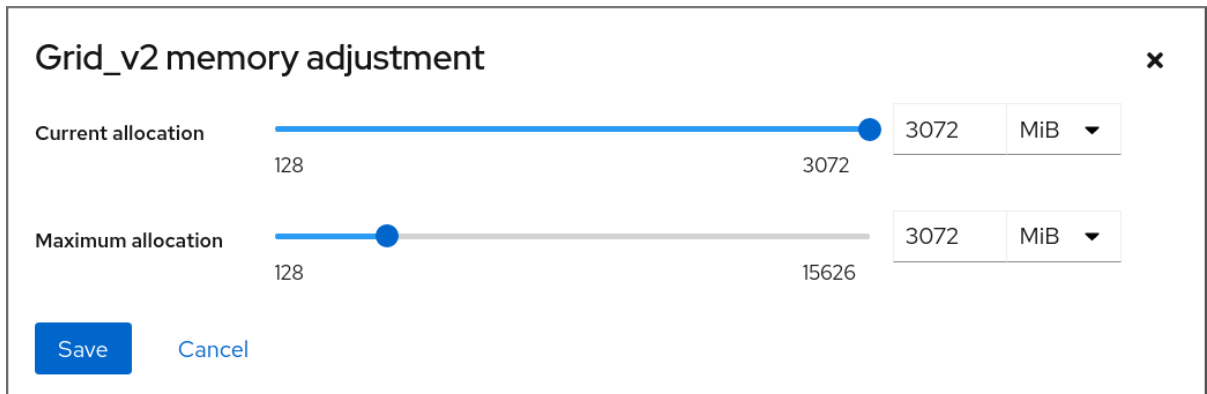 Grid_v2 memory adjustment
Current allocation 3072 MiB
128 3072
Maximum allocation 3072 MiB
128 15626
Save Cancel